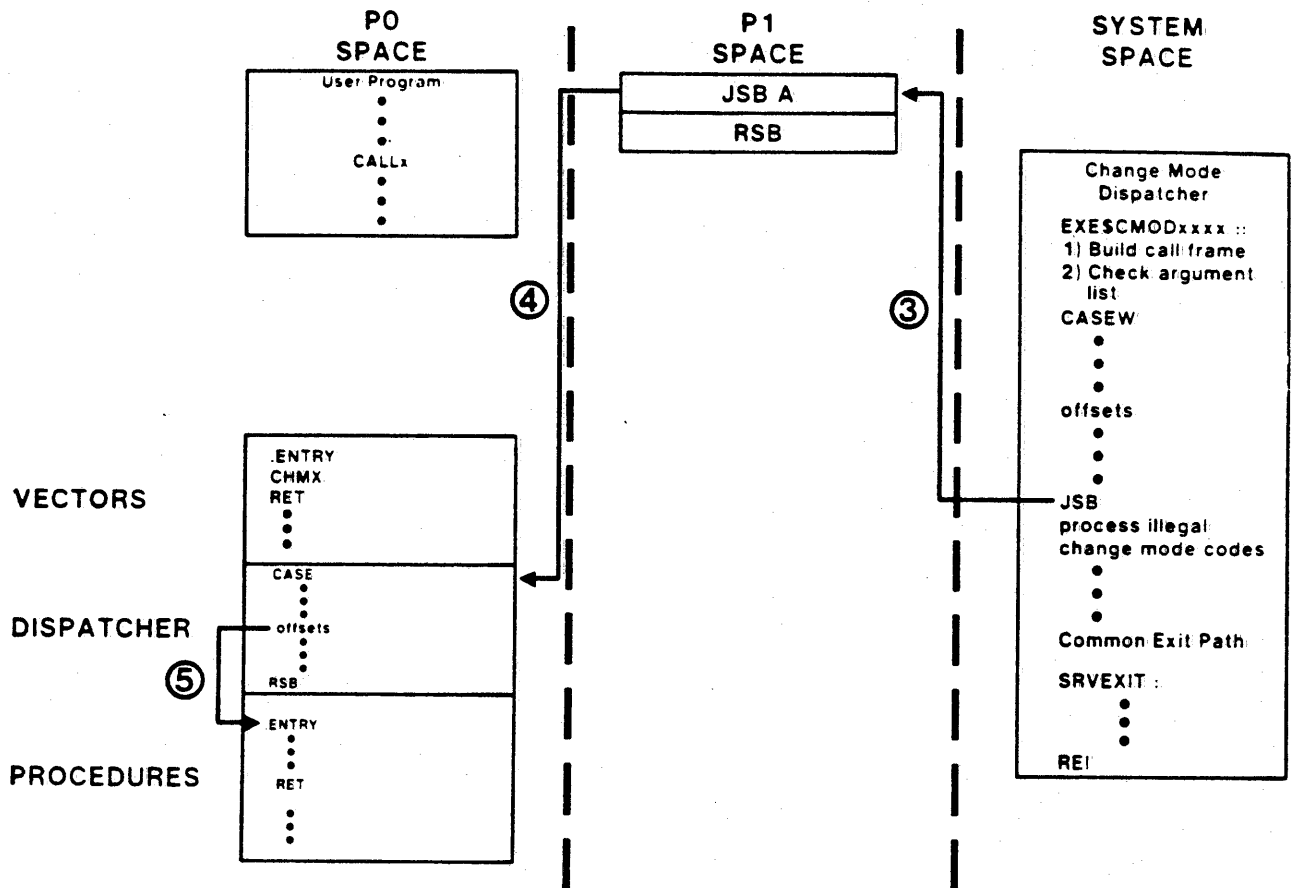 P0
SPACE
P1
SPACE
SYSTEM
SPACE
User Program
CALLx
JSB A
RSB
Change Mode
Dispatcher
EXE$CMODxxxx ::
1) Build call frame
2) Check argument
list
CASEW
offsets
JSB
process illegal
change mode codes
Common Exit Path
SRVEXIT :
REI
④
③
VECTORS
.ENTRY
CHMX
RET
DISPATCHER
CASE
offsets
RSB
⑤
PROCEDURES
.ENTRY
RET